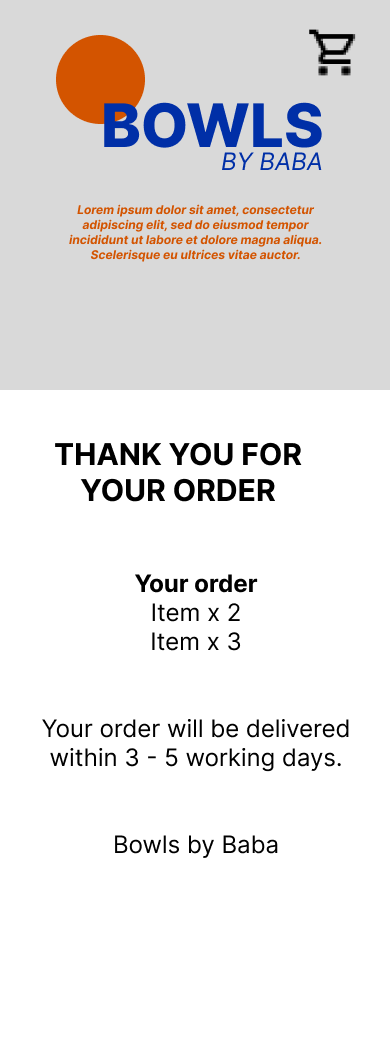 BOWLS
BY BABA
Lorem ipsum dolor sit amet, consectetur
adipiscing elit, sed do eiusmod tempor
incididunt ut labore et dolore magna aliqua.
Scelerisque eu ultrices vitae auctor.
THANK YOU FOR
YOUR ORDER
Your order
Item x 2
Item x 3
Your order will be delivered
within 3 - 5 working days.
Bowls by Baba